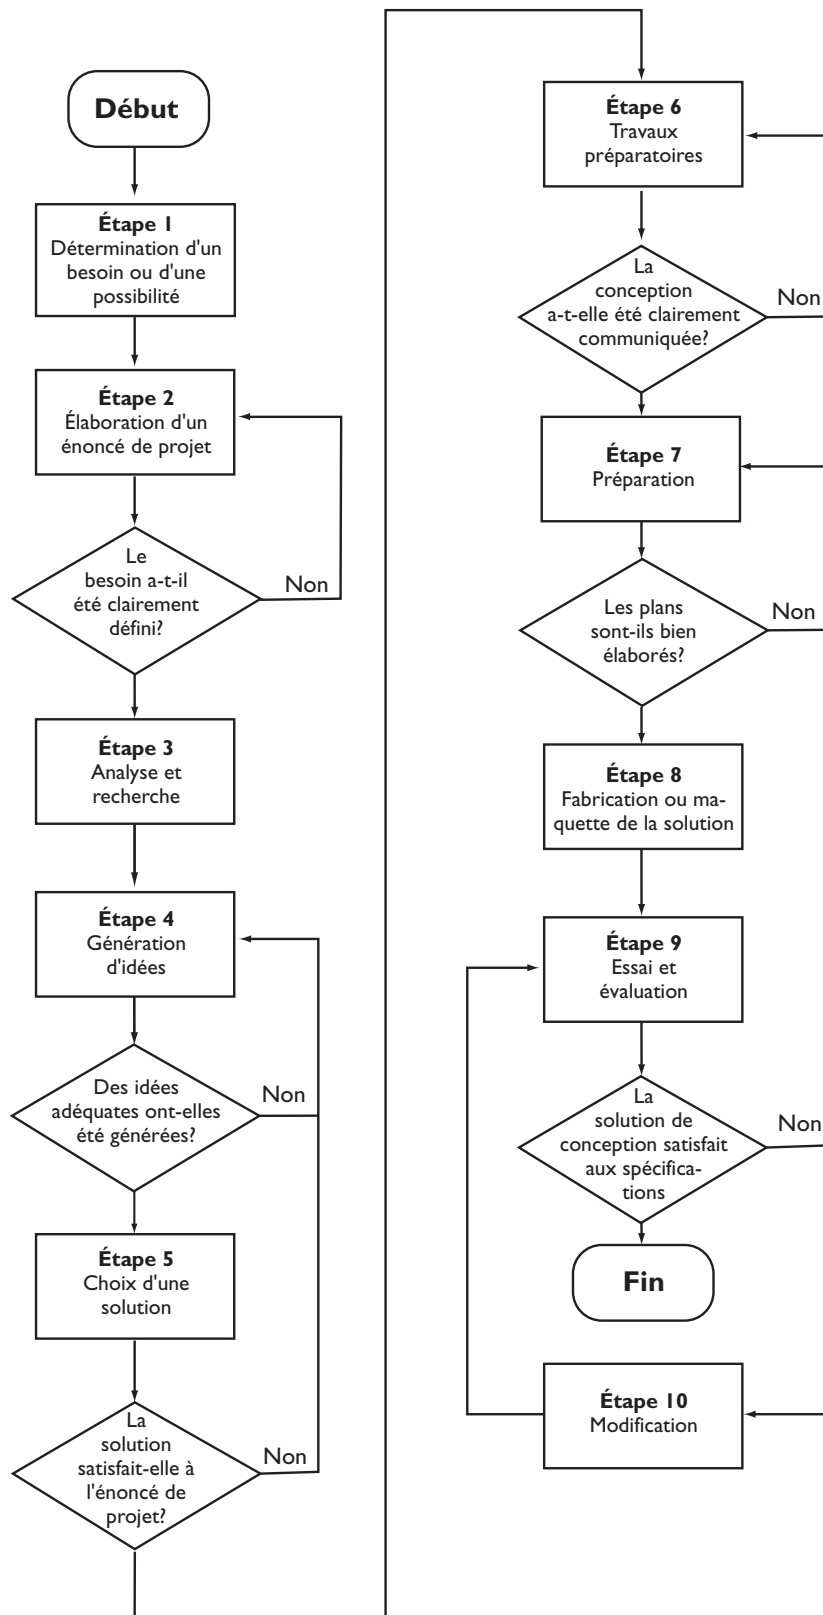 Début
Étape 1
Détermination d'un
besoin ou d'une
possibilité
Étape 2
Élaboration d'un
énoncé de projet
Le
besoin a-t-il
été clairement
défini?
Non
Étape 3
Analyse et
recherche
Étape 4
Génération
d'idées
Des idées
adéquates ont-elles
été générées?
Non
Étape 5
Choix d'une
solution
La
solution
satisfait-elle à
l'énoncé de
projet?
Non
Étape 6
Travaux
préparatoires
La
conception
a-t-elle été clairement
communiquée?
Non
Étape 7
Préparation
Les plans
sont-ils bien
élaborés?
Non
Étape 8
Fabrication ou ma-
quette de la solution
Étape 9
Essai et
évaluation
La
solution de
conception satisfait
aux spécifica-
tions
Non
Fin
Étape 10
Modification